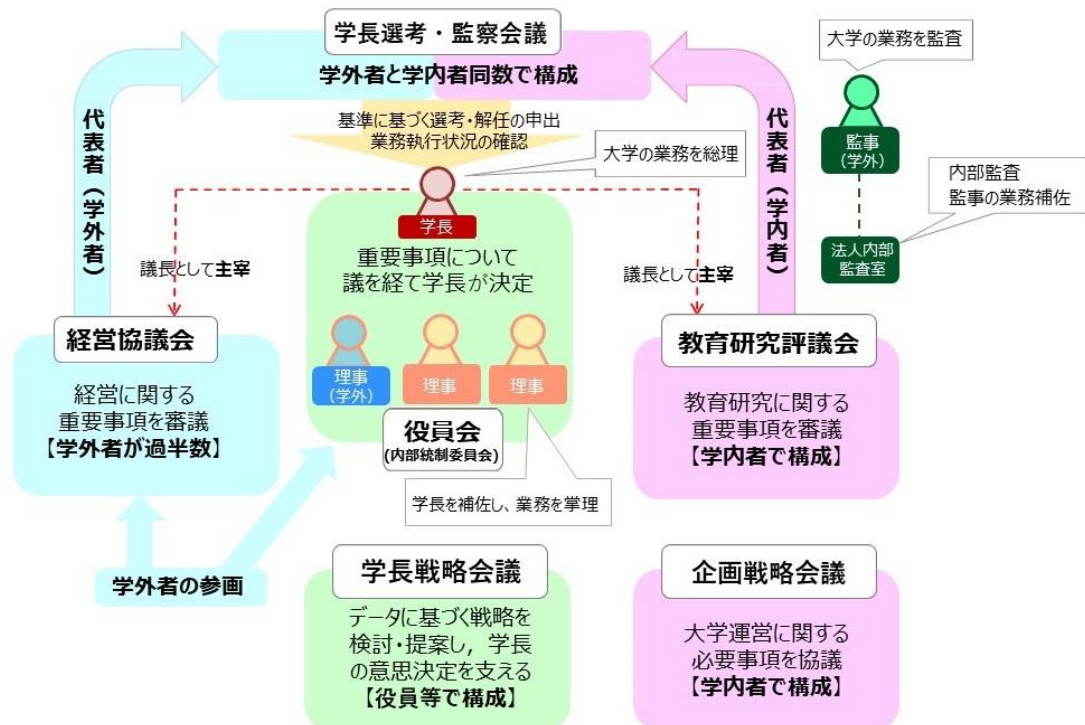 学長選考・監察会議
学外者と学内者同数で構成
基準に基づく選考・解任の申出
業務執行状況の確認
代表者（学外者）
代表者（学内者）
大学の業務を総理
学長
重要事項について
議を経て学長が決定
議長として主宰
議長として主宰
大学の業務を監査
監事
（学外）
内部監査
監事の業務補佐
法人内部
監査室
経営協議会
経営に関する
重要事項を審議
【学外者が過半数】
理事
（学外）
理事
理事
役員会
(内部統制委員会)
学長を補佐し、業務を掌理
教育研究評議会
教育研究に関する
重要事項を審議
【学内者で構成】
学外者の参画
学長戦略会議
データに基づく戦略を
検討・提案し，学長
の意思決定を支える
【役員等で構成】
企画戦略会議
大学運営に関する
必要事項を協議
【学内者で構成】